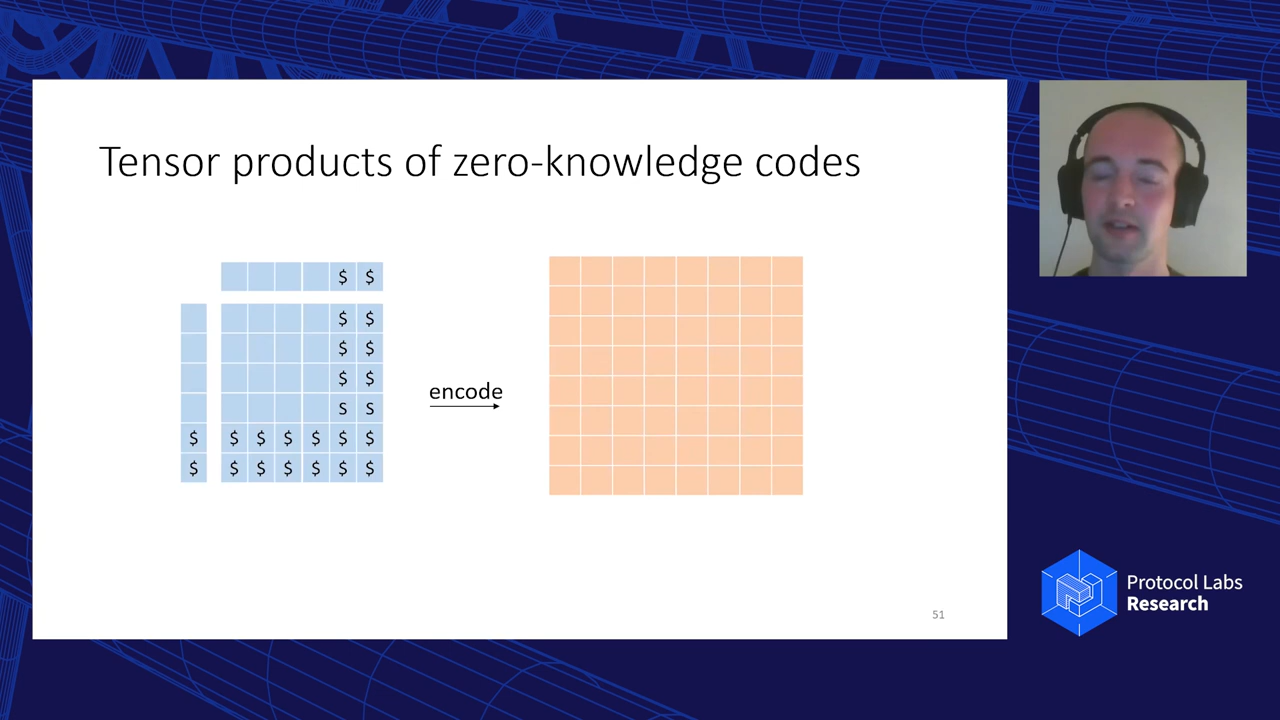 Tensor products of zero-knowledge codes
$ $
$ $
$ $
$ $
encode
s s
$ $ $ $ $ $ $
$ $ $ $ $ $ $
51
Protocol Labs
Research